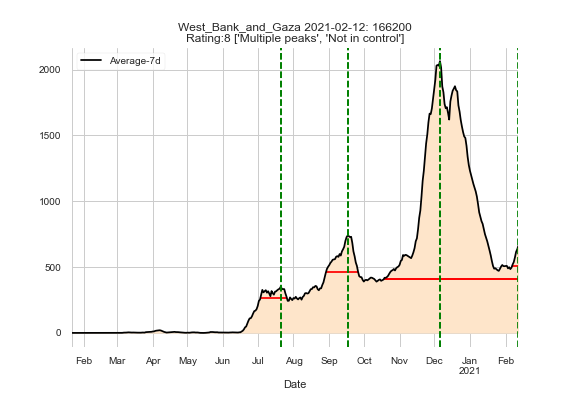 West_Bank_and_Gaza 2021-02-12: 166200
Rating:8 ['Multiple peaks', 'Not in control']
Average-7d
2000
1500
1000
500
0
Feb Mar Apr May Jun Jul Aug Sep Oct Nov Dec Jan Feb
2021
Date